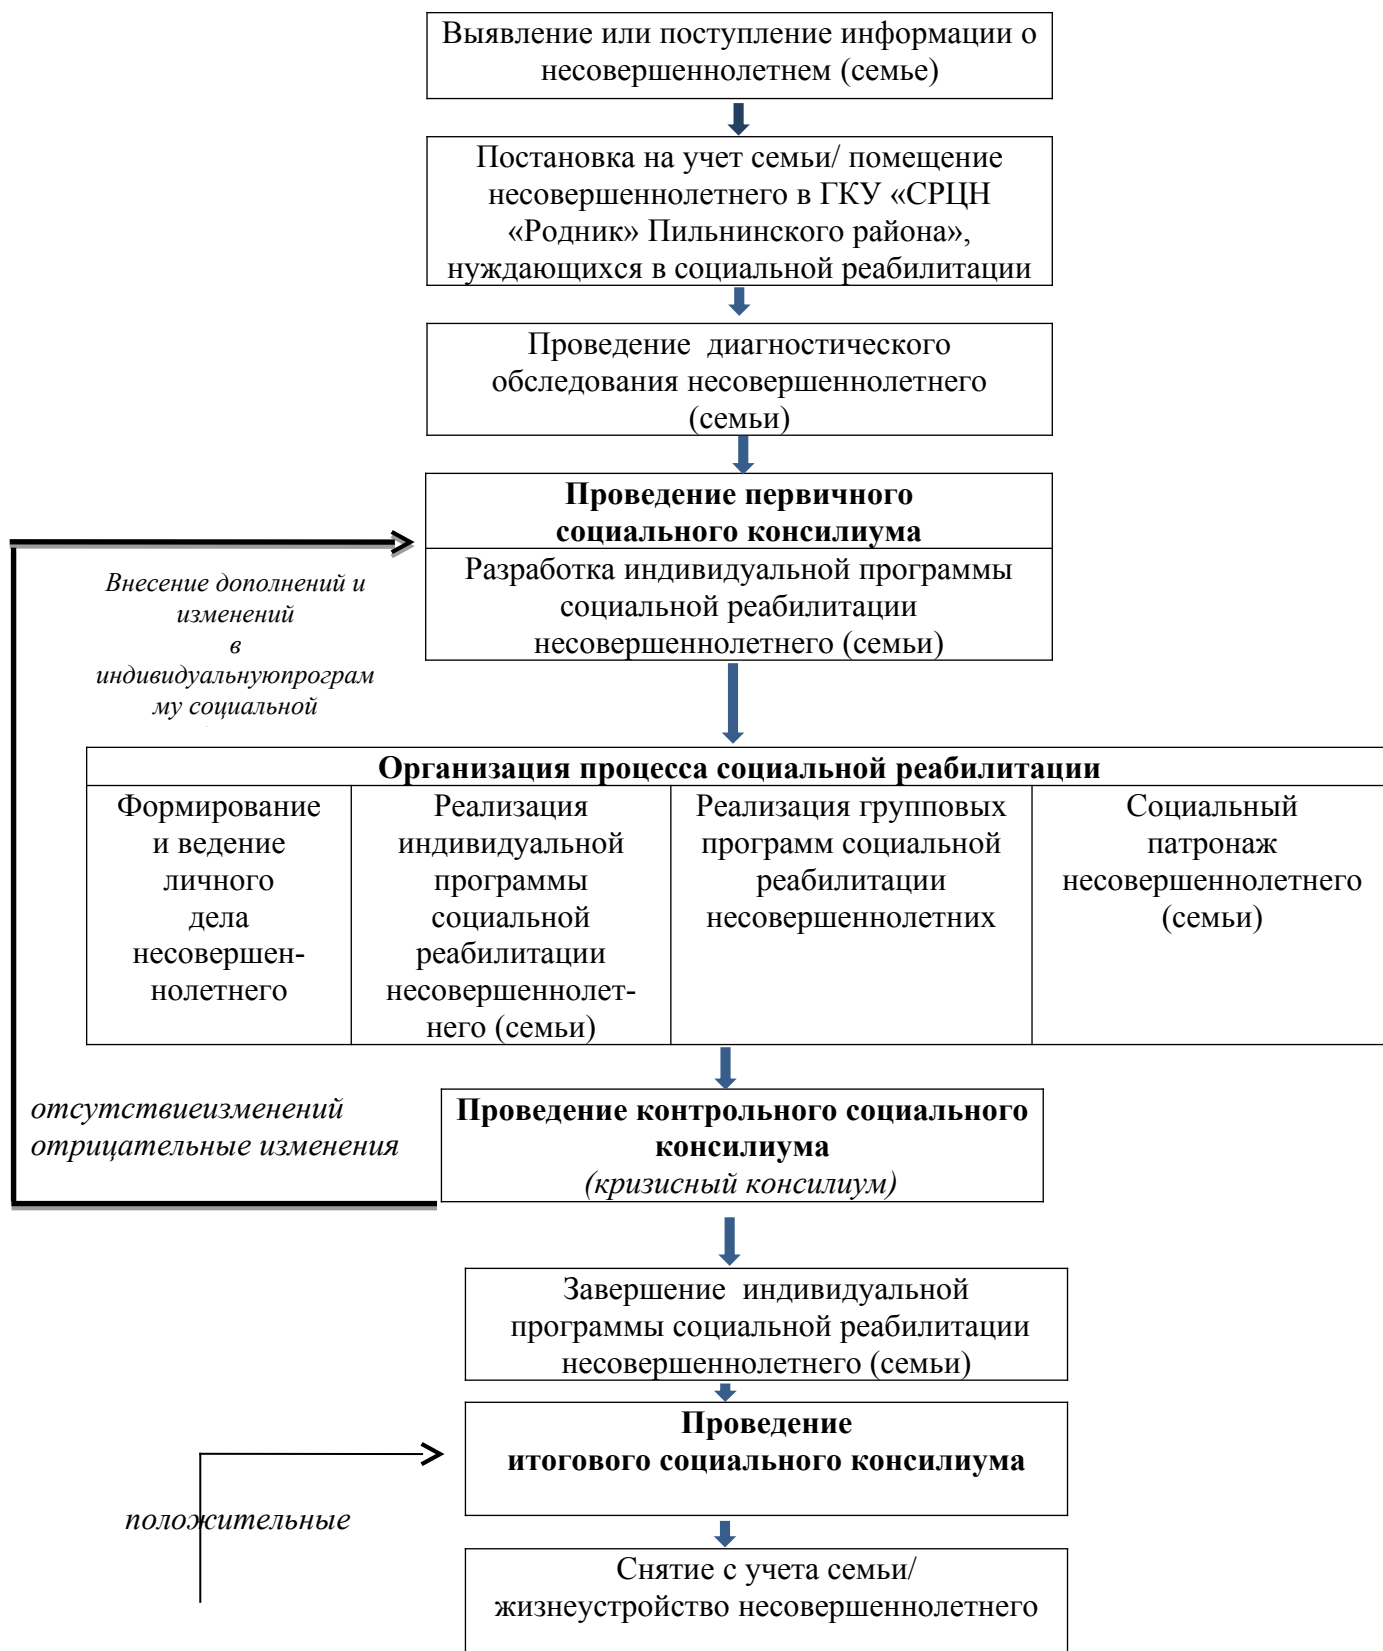 Выявление или поступление информации о
несовершеннолетнем (семье)
Постановка на учет семьи/ помещение
несовершеннолетнего в ГКУ «СРЦН
«Родник» Пильнинского района»,
нуждающихся в социальной реабилитации
Проведение  диагностического
обследования несовершеннолетнего
(семьи)
Проведение первичного
социального консилиума
Разработка индивидуальной программы
социальной реабилитации
несовершеннолетнего (семьи)
Внесение дополнений и
изменений
в
индивидуальнуюпрограм
му социальной
Организация процесса социальной реабилитации
Формирование
и ведение
личного
дела
несовершен-
нолетнего
Реализация
индивидуальной
программы
социальной
реабилитации
несовершеннолет-
него (семьи)
Реализация групповых
программ социальной
реабилитации
несовершеннолетних
Социальный
патронаж
несовершеннолетнего
(семьи)
отсутствиеизменений
отрицательные изменения
Проведение контрольного социального
консилиума
(кризисный консилиум)
Завершение  индивидуальной
программы социальной реабилитации
несовершеннолетнего (семьи)
Проведение
итогового социального консилиума
положительные
Снятие с учета семьи/
жизнеустройство несовершеннолетнего